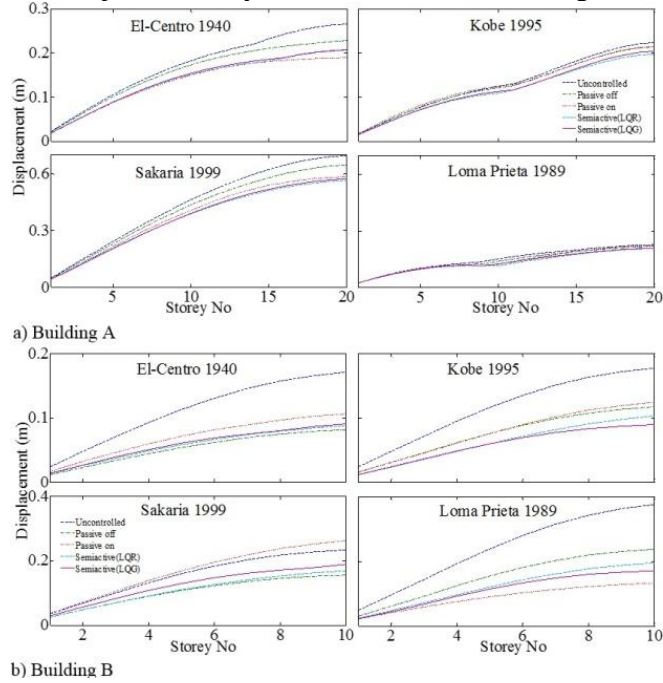 El-Centro 1940
Kobe 1995
Uncontrolled
Passive off
Passive on
Semiactive(LQR)
Semiactive(LQG)
0.3
0.2
0.1
0
Displacement (m)
Sakaria 1999
Loma Prieta 1989
0.6
0.3
0
5 10 15 20
5 10 15 20
Storey No
Storey No
a) Building A
El-Centro 1940
Kobe 1995
0.2
0.1
0
Displacement (m)
Sakaria 1999
Loma Prieta 1989
Uncontrolled
Passive off
Passive on
Semiactive(LQR)
Semiactive(LQG)
0.4
0.2
0
2 4 6 8 10
2 4 6 8 10
Storey No
Storey No
b) Building B